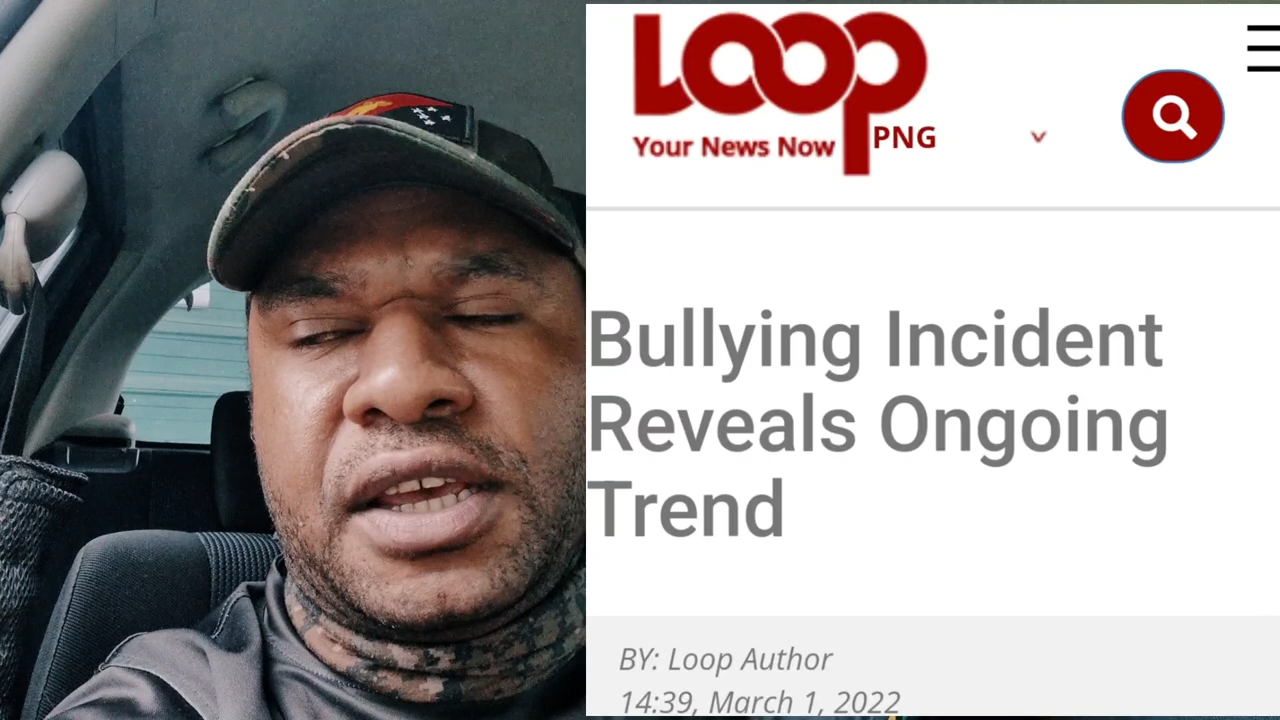 Loop
Your News Now PNG
Bullying Incident
Reveals Ongoing
Trend
BY: Loop Author
14:39, March 1, 2022